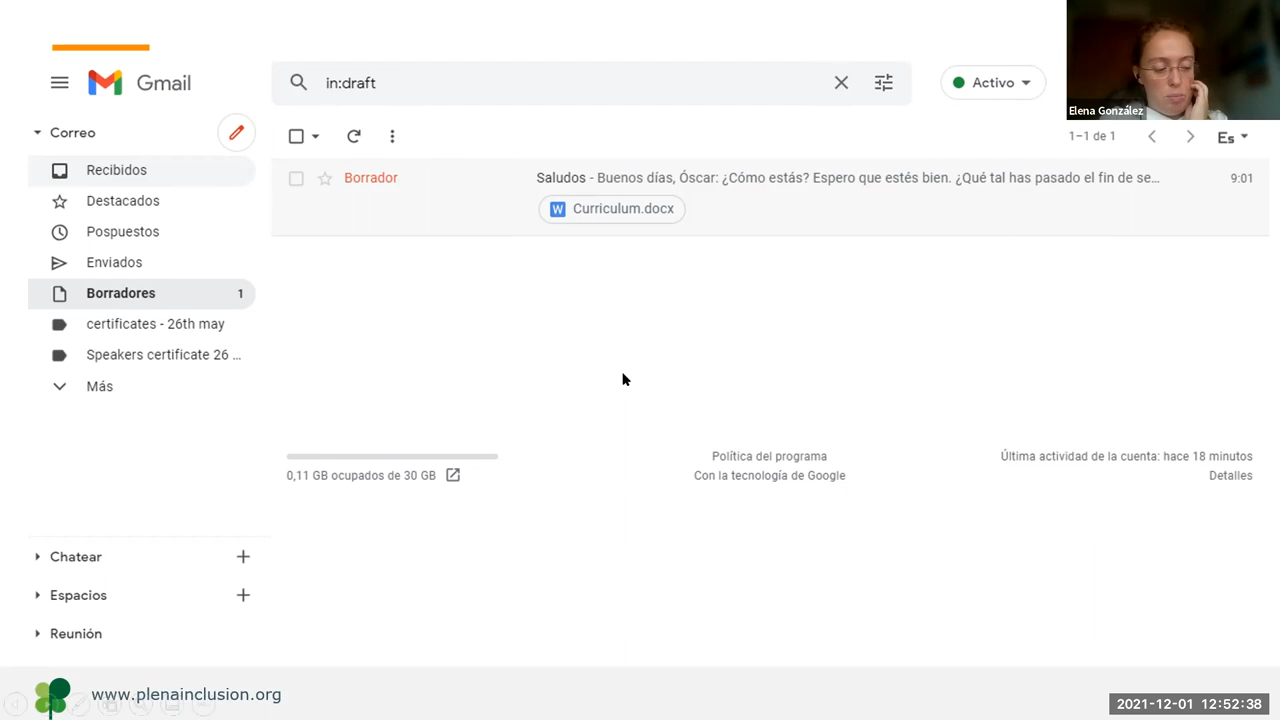 Gmail
in:draft
Activo
Elena González
Correo
1–1 de 1
Es
Recibidos
Borrador
Saludos - Buenos días, Óscar: ¿Cómo estás? Espero que estés bien. ¿Qué tal has pasado el fin de se...
9:01
Destacados
W Curriculum.docx
Pospuestos
Enviados
Borradores
1
certificates - 26th may
Speakers certificate 26 ...
Más
0,11 GB ocupados de 30 GB
Política del programa
Con la tecnología de Google
Última actividad de la cuenta: hace 18 minutos
Detalles
Chatear
Espacios
Reunión
www.plenainclusion.org
2021-12-01 12:52:38